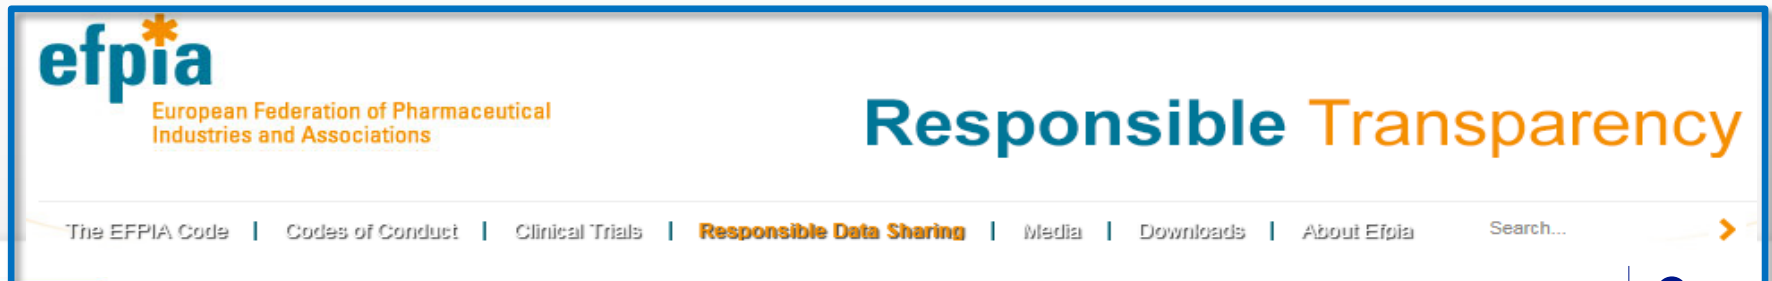 efpia
European Federation of Pharmaceutical
Industries and Associations
Responsible Transparency
The EFPIA Code | Codes of Conduct | Clinical Trials | Responsible Data Sharing | Media | Downloads | About Efpia Search...